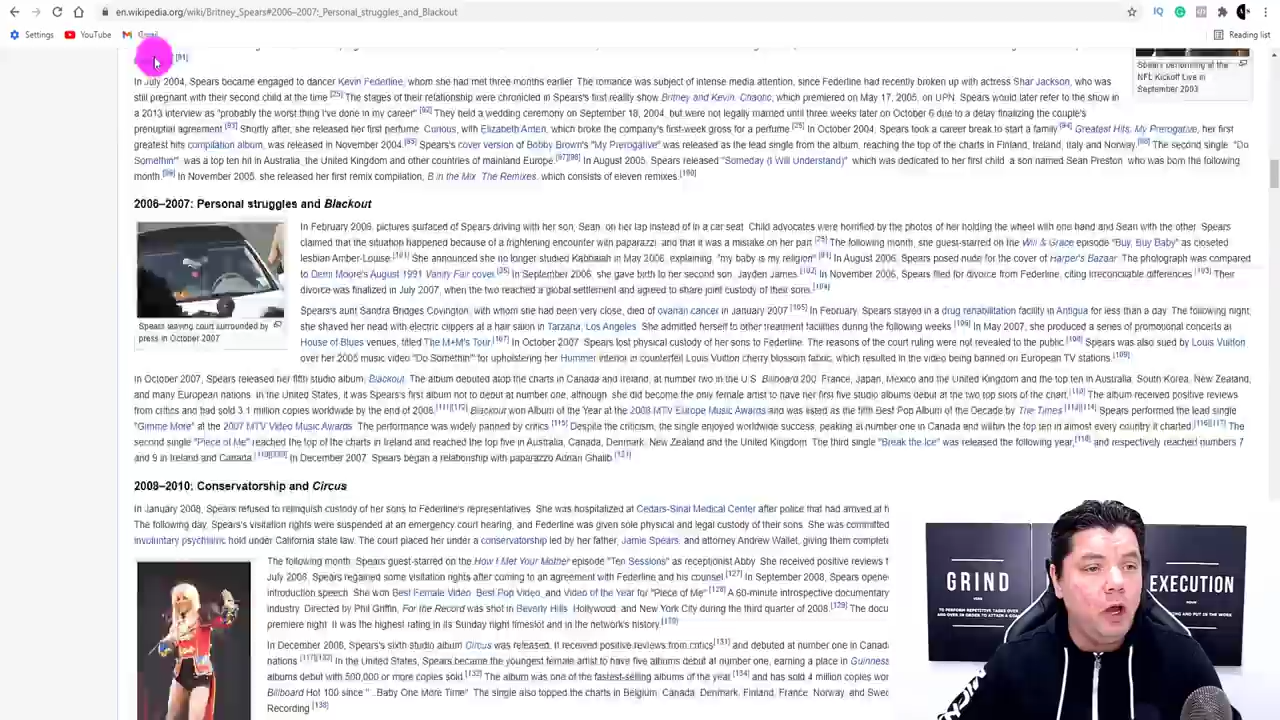 en.wikipedia.org/wiki/Britney_Spears#2006–2007:_Personal_struggles_and_Blackout
Settings YouTube Gmail Reading list
[91]
In July 2004, Spears became engaged to dancer Kevin Federline, whom she had met three months earlier. The romance was subject of intense media attention, since Federline had recently broken up with actress Shar Jackson, who was
still pregnant with their second child at the time.[25] The stages of their relationship were chronicled in Spears's first reality show Britney and Kevin: Chaotic, which premiered on May 17, 2005, on UPN. Spears would later refer to the show in
a 2013 interview as "probably the worst thing I've done in my career".[92] They held a wedding ceremony on September 18, 2004, but were not legally married until three weeks later on October 6 due to a delay finalizing the couple's
prenuptial agreement.[93] Shortly after, she released her first perfume, Curious, with Elizabeth Arden, which broke the company's first-week gross for a perfume.[25] In October 2004, Spears took a career break to start a family.[94] Greatest Hits: My Prerogative, her first
greatest hits compilation album, was released in November 2004.[95] Spears's cover version of Bobby Brown's "My Prerogative" was released as the lead single from the album, reaching the top of the charts in Finland, Ireland, Italy and Norway.[96] The second single, "Do
Somethin'", was a top ten hit in Australia, the United Kingdom and other countries of mainland Europe.[97][98] In August 2005, Spears released "Someday (I Will Understand)", which was dedicated to her first child, a son named Sean Preston, who was born the following
month.[99] In November 2005, she released her first remix compilation, B in the Mix: The Remixes, which consists of eleven remixes.[100]
Spears performing at the
NFL Kickoff Live in
September 2003
2006–2007: Personal struggles and Blackout
In February 2006, pictures surfaced of Spears driving with her son, Sean, on her lap instead of in a car seat. Child advocates were horrified by the photos of her holding the wheel with one hand and Sean with the other. Spears
claimed that the situation happened because of a frightening encounter with paparazzi, and that it was a mistake on her part.[25] The following month, she guest-starred on the Will & Grace episode "Buy, Buy Baby" as closeted
lesbian Amber-Louise.[101] She announced she no longer studied Kabbalah in May 2006, explaining, "my baby is my religion".[81] In August 2006, Spears posed nude for the cover of Harper's Bazaar. The photograph was compared
to Demi Moore's August 1991 Vanity Fair cover.[25] In September 2006, she gave birth to her second son, Jayden James.[102] In November 2006, Spears filed for divorce from Federline, citing irreconcilable differences.[103] Their
divorce was finalized in July 2007, when the two reached a global settlement and agreed to share joint custody of their sons.[104]
Spears's aunt Sandra Bridges Covington, with whom she had been very close, died of ovarian cancer in January 2007.[105] In February, Spears stayed in a drug rehabilitation facility in Antigua for less than a day. The following night,
she shaved her head with electric clippers at a hair salon in Tarzana, Los Angeles. She admitted herself to other treatment facilities during the following weeks.[106] In May 2007, she produced a series of promotional concerts at
House of Blues venues, titled The M+M's Tour.[107] In October 2007, Spears lost physical custody of her sons to Federline. The reasons of the court ruling were not revealed to the public.[108] Spears was also sued by Louis Vuitton
over her 2005 music video "Do Somethin'" for upholstering her Hummer interior in counterfeit Louis Vuitton cherry blossom fabric, which resulted in the video being banned on European TV stations.[109]
Spears leaving court surrounded by
press in October 2007
In October 2007, Spears released her fifth studio album, Blackout. The album debuted atop the charts in Canada and Ireland, at number two in the U.S. Billboard 200, France, Japan, Mexico and the United Kingdom and the top ten in Australia, South Korea, New Zealand,
and many European nations. In the United States, it was Spears's first album not to debut at number one, although, she did become the only female artist to have her first five studio albums debut at the two top slots of the chart.[110] The album received positive reviews
from critics and had sold 3.1 million copies worldwide by the end of 2008.[111][112] Blackout won Album of the Year at the 2008 MTV Europe Music Awards and was listed as the fifth Best Pop Album of the Decade by The Times.[113][114] Spears performed the lead single
"Gimme More" at the 2007 MTV Video Music Awards. The performance was widely panned by critics.[115] Despite the criticism, the single enjoyed worldwide success, peaking at number one in Canada and within the top ten in almost every country it charted.[116][117] The
second single "Piece of Me" reached the top of the charts in Ireland and reached the top five in Australia, Canada, Denmark, New Zealand and the United Kingdom. The third single "Break the Ice" was released the following year,[118] and respectively reached numbers 7
and 9 in Ireland and Canada. In December 2007, Spears began a relationship with paparazzo Adnan Ghalib.[121]
2008–2010: Conservatorship and Circus
In January 2008, Spears refused to relinquish custody of her sons to Federline's representatives. She was hospitalized at Cedars-Sinai Medical Center after police that had arrived at h
The following day, Spears's visitation rights were suspended at an emergency court hearing, and Federline was given sole physical and legal custody of their sons. She was committed
involuntary psychiatric hold under California state law. The court placed her under a conservatorship led by her father, Jamie Spears, and attorney Andrew Wallet, giving them complete
The following month, Spears guest-starred on the How I Met Your Mother episode "Ten Sessions" as receptionist Abby. She received positive reviews f
July 2008, Spears regained some visitation rights after coming to an agreement with Federline and his counsel.[127] In September 2008, Spears opene
introduction speech. She won Best Female Video, Best Pop Video, and Video of the Year for "Piece of Me".[128] A 60-minute introspective documentary
industry. Directed by Phil Griffin, For the Record was shot in Beverly Hills, Hollywood, and New York City during the third quarter of 2008.[129] The docu
premiere night. It was the highest rating in its Sunday night timeslot and in the network's history.[130]
In December 2008, Spears's sixth studio album Circus was released. It received positive reviews from critics[131] and debuted at number one in Canada
nations.[117][132] In the United States, Spears became the youngest female artist to have five albums debut at number one, earning a place in Guinness
albums debut with 500,000 or more copies sold.[132] The album was one of the fastest-selling albums of the year,[134] and has sold 4 million copies wor
Billboard Hot 100 since "...Baby One More Time". The single also topped the charts in Belgium, Canada, Denmark, Finland, France, Norway, and Swe
Recording.[138]
GRIND
EXECUTION